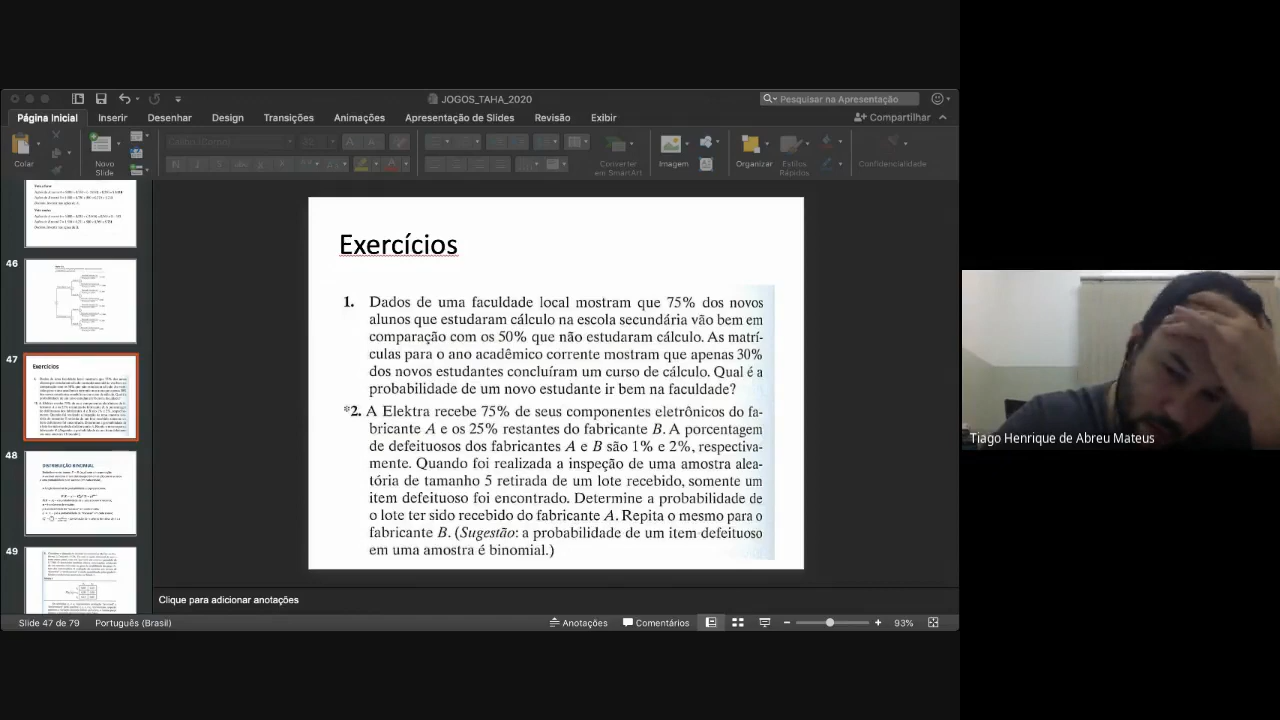 JOGOS_TAHA_2020
Pesquisar na Apresentação
Página Inicial Inserir Desenhar Design Transições Animações Apresentação de Slides Revisão Exibir Compartilhar
Colar Novo Slide Converter em SmartArt Imagem Organizar Estilos Rápidos Confidencialidade
46
47
Exercícios
48
DISTRIBUIÇÃO BINOMIAL
49
Exercícios
1. Dados de uma faculdade local mostram que 75% dos novos
alunos que estudaram cálculo na escola secundária vão bem em
comparação com os 50% que não estudaram cálculo. As matrí-
culas para o ano acadêmico corrente mostram que apenas 30%
dos novos estudantes concluíram um curso de cálculo. Qual é a
probabilidade de um novo estudante ir bem na faculdade?
*2. A Elektra recebe 75% de seus componentes eletrônicos do fa-
bricante A e os 25% restantes do fabricante B. A porcentagem
de defeituosos dos fabricantes A e B são 1% e 2%, respectiva-
mente. Quando foi realizada a inspeção de uma amostra alea-
tória de tamanho 5 retirada de um lote recebido, somente um
item defeituoso foi encontrado. Determine a probabilidade de
o lote ter sido recebido do fabricante A. Repita o mesmo para o
fabricante B. (Sugestão: a probabilidade de um item defeituoso
em uma amostra é binomial.)
Clique para adicionar anotações
Slide 47 de 79 Português (Brasil) Anotações Comentários 93%
Tiago Henrique de Abreu Mateus